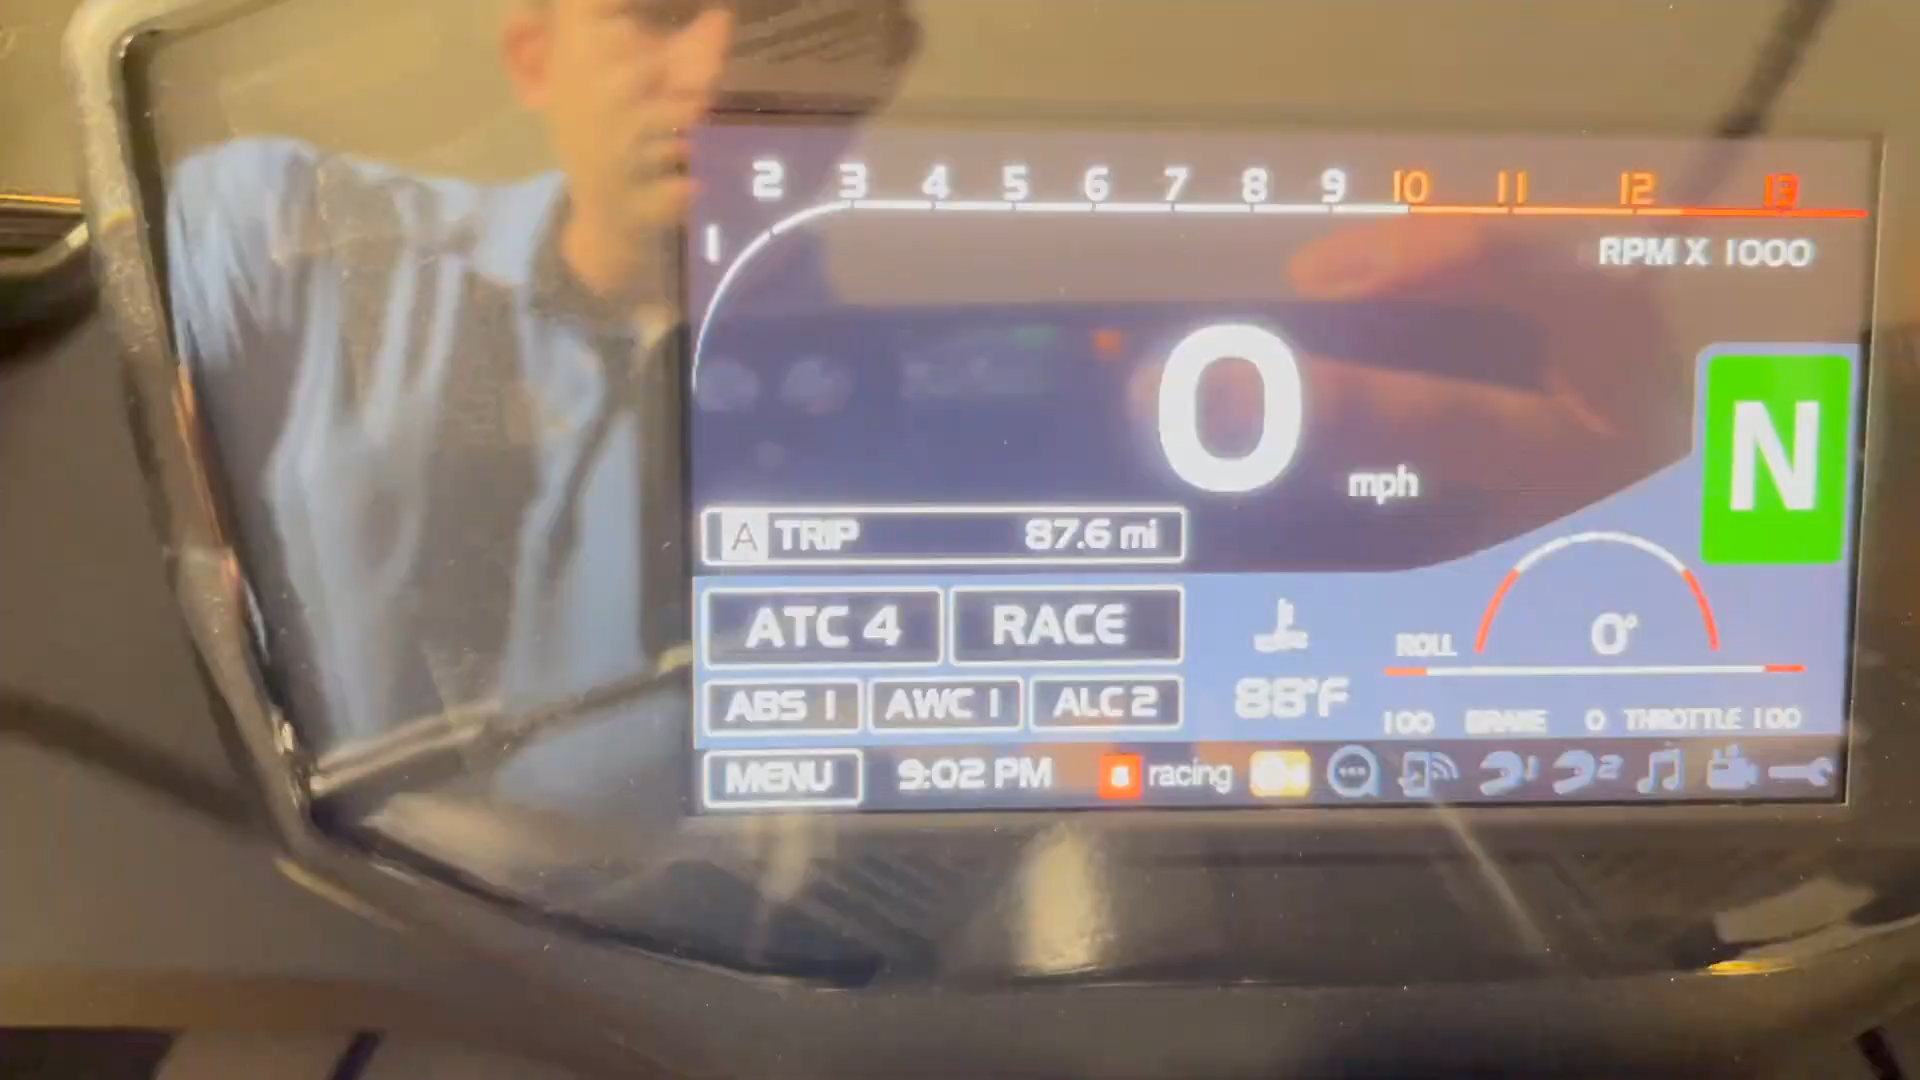 1 2 3 4 5 6 7 8 9 10 11 12 13
RPM X 1000
0 mph
N
A TRIP 87.6 mi
ATC 4 RACE
ROLL 0°
ABS 1 AWC 1 ALC 2
88°F
100 BRAKE 0 THROTTLE 100
MENU 9:02 PM a racing 1 2